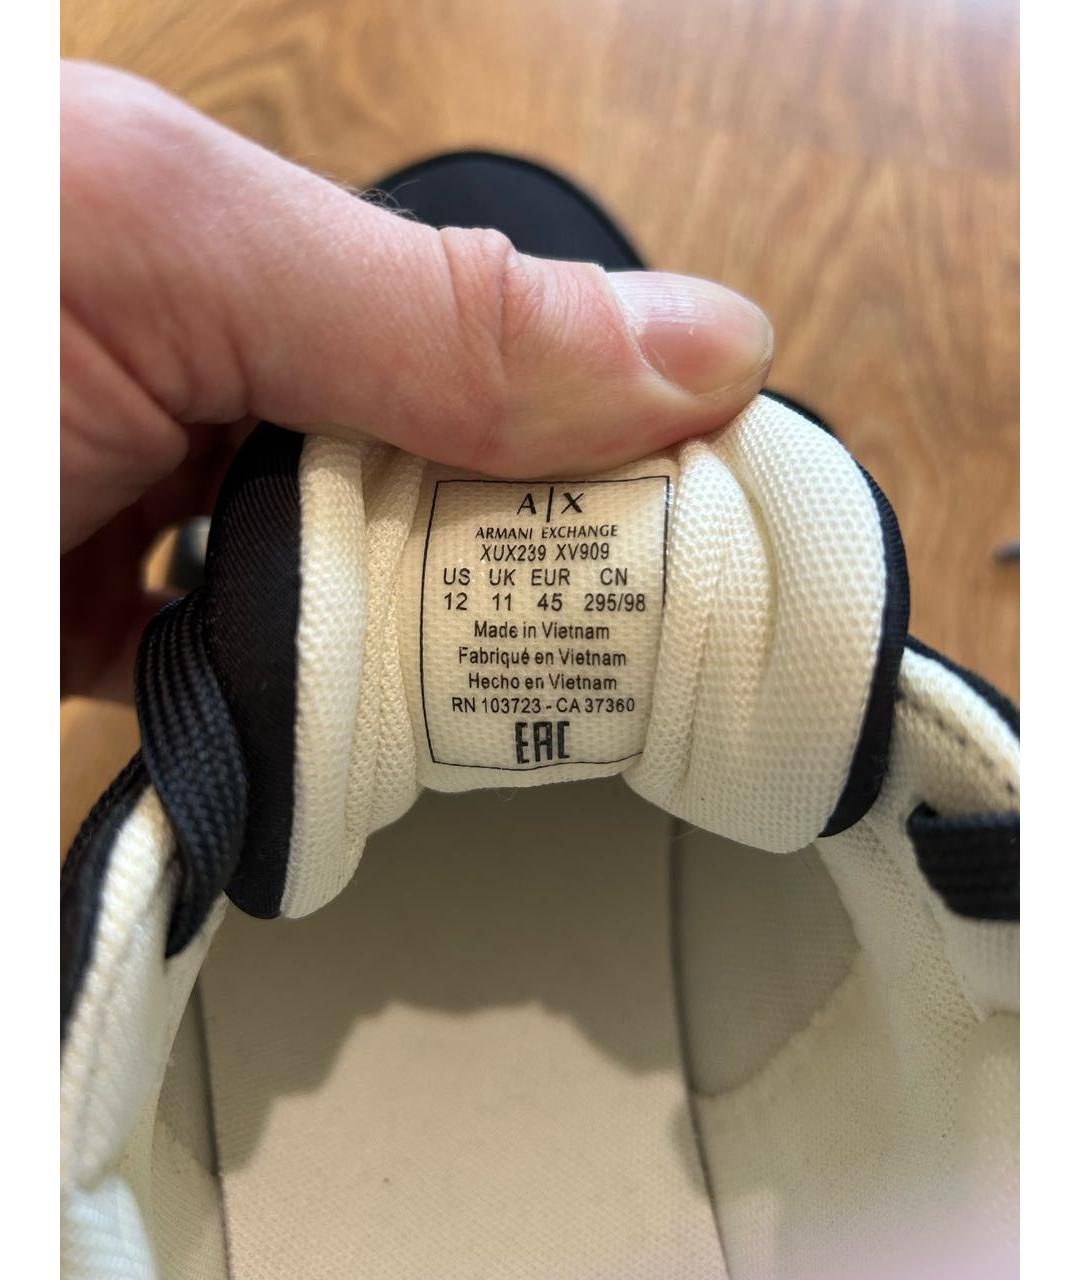 A|X
ARMANI EXCHANGE
XUX239 XV909
US UK EUR CN
12 11 45 295/98
Made in Vietnam
Fabriqué en Vietnam
Hecho en Vietnam
RN 103723 - CA 37360
EAC